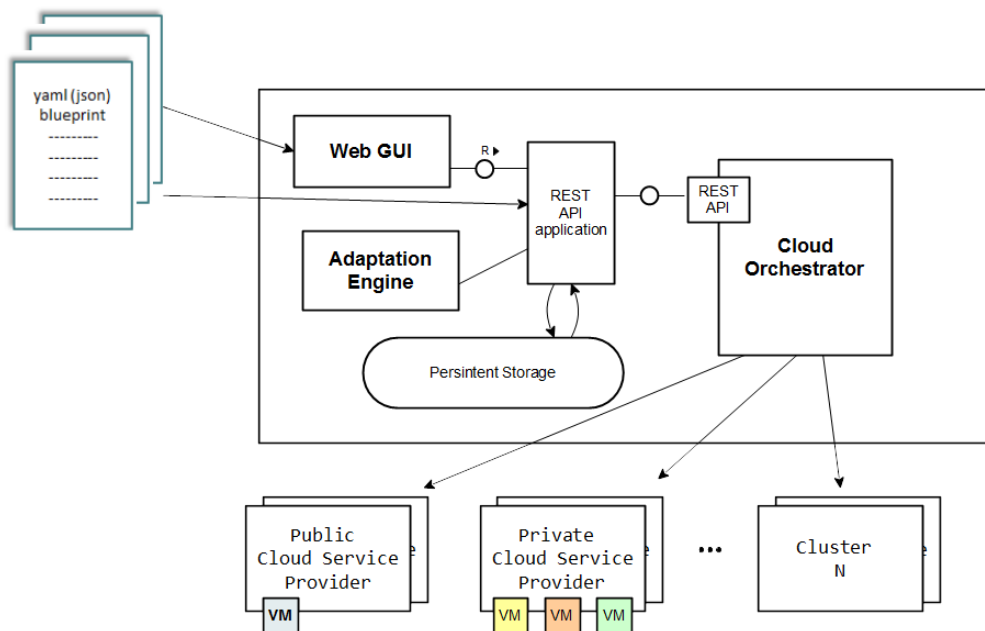 yaml (json)
blueprint
---------
---------
---------
---------
Web GUI
R
REST
API
application
REST
API
Cloud
Orchestrator
Adaptation
Engine
Persintent Storage
Public
Cloud Service
Provider
e
VM
Private
Cloud Service
Provider
e
VM
VM
VM
...
Cluster
N
e